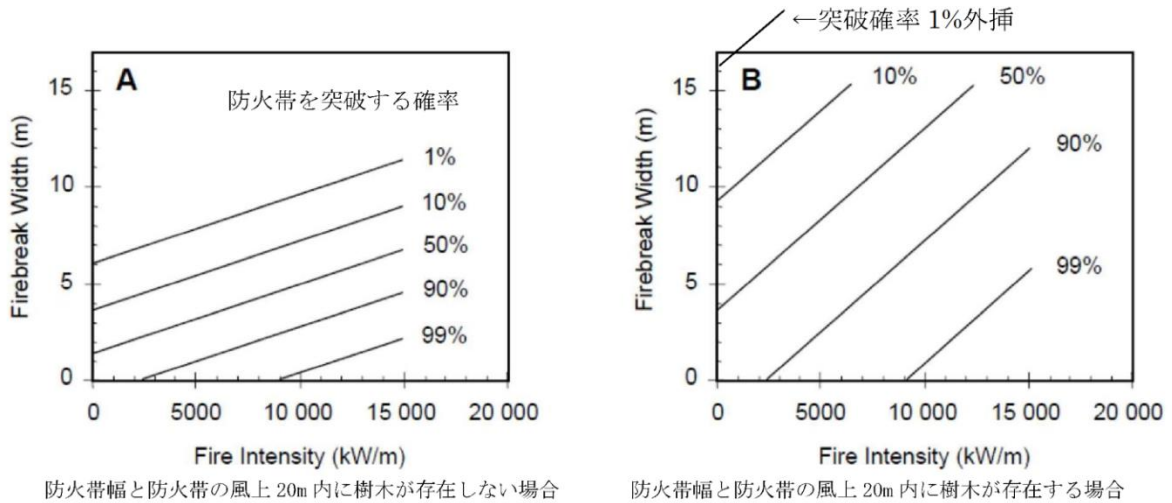 ←突破確率 1%外挿
A
防火帯を突破する確率
1%
10%
50%
90%
99%
Firebreak Width (m)
15
10
5
0
0 5000 10 000 15 000 20 000
Fire Intensity (kW/m)
防火帯幅と防火帯の風上 20m 内に樹木が存在しない場合
B
10%
50%
90%
99%
Firebreak Width (m)
15
10
5
0
0 5000 10 000 15 000 20 000
Fire Intensity (kW/m)
防火帯幅と防火帯の風上 20m 内に樹木が存在する場合